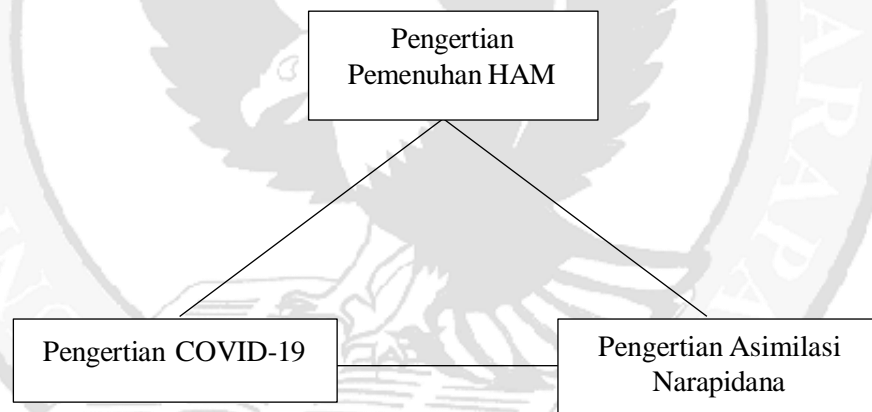 Pengertian
Pemenuhan HAM
Pengertian COVID-19
Pengertian Asimilasi
Narapidana